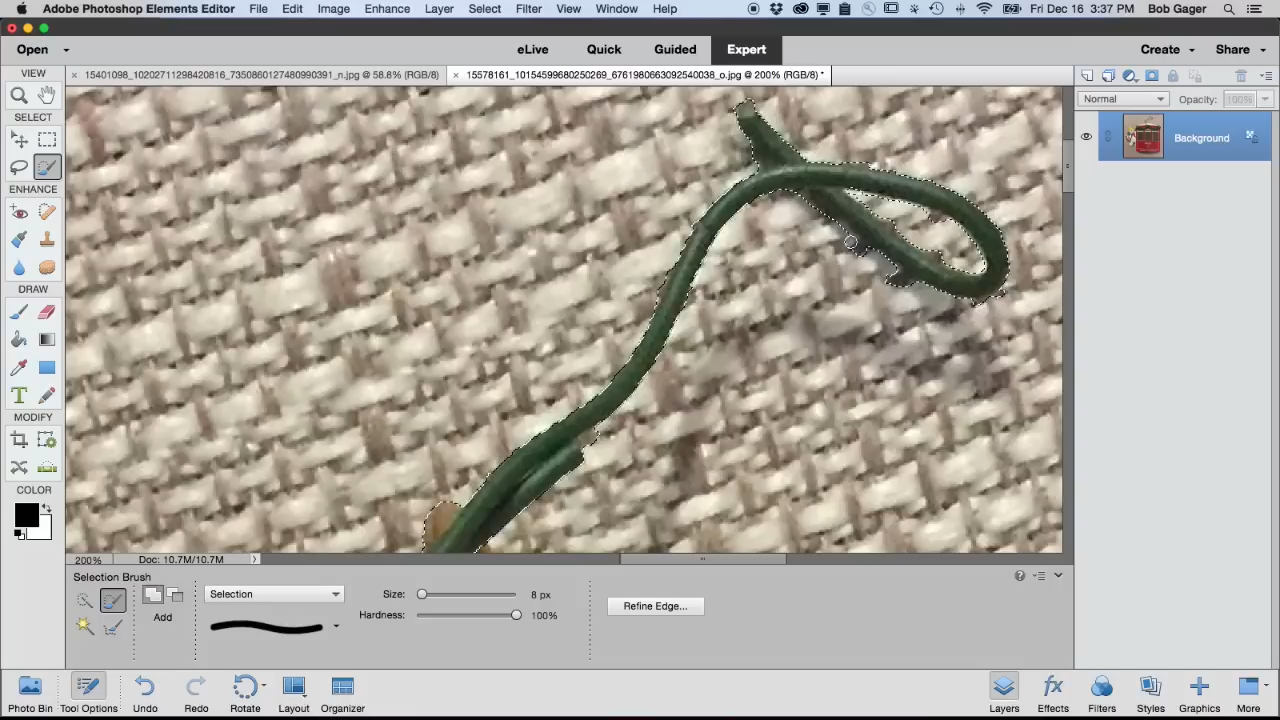 Adobe Photoshop Elements Editor File Edit Image Enhance Layer Select Filter View Window Help Fri Dec 16 3:37 PM Bob Gager
Open eLive Quick Guided Expert Create Share
VIEW
× 15401098_10202711298420816_7350860127480990391_n.jpg @ 58.8% (RGB/8) × 15578161_10154599680250269_6761980663092540038_o.jpg @ 200% (RGB/8) *
Normal Opacity: 100%
SELECT
Background
ENHANCE
DRAW
T
MODIFY
COLOR
200% Doc: 10.7M/10.7M
Selection Brush
Selection Size: 8 px
Add Hardness: 100%
Refine Edge...
Photo Bin Tool Options Undo Redo Rotate Layout Organizer Layers Effects Filters Styles Graphics More